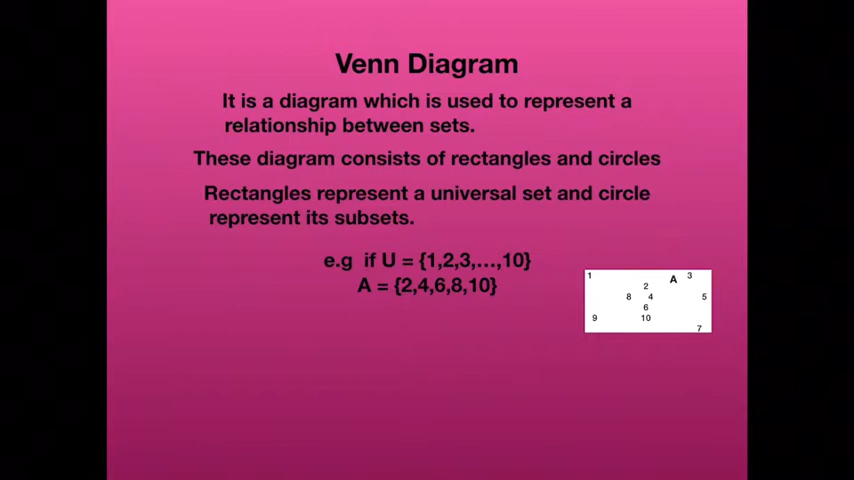 Venn Diagram
It is a diagram which is used to represent a
relationship between sets.
These diagram consists of rectangles and circles
Rectangles represent a universal set and circle
represent its subsets.
e.g if U = {1,2,3,...,10}
A = {2,4,6,8,10}
1 A 3
2
8 4 5
6
9 10
7